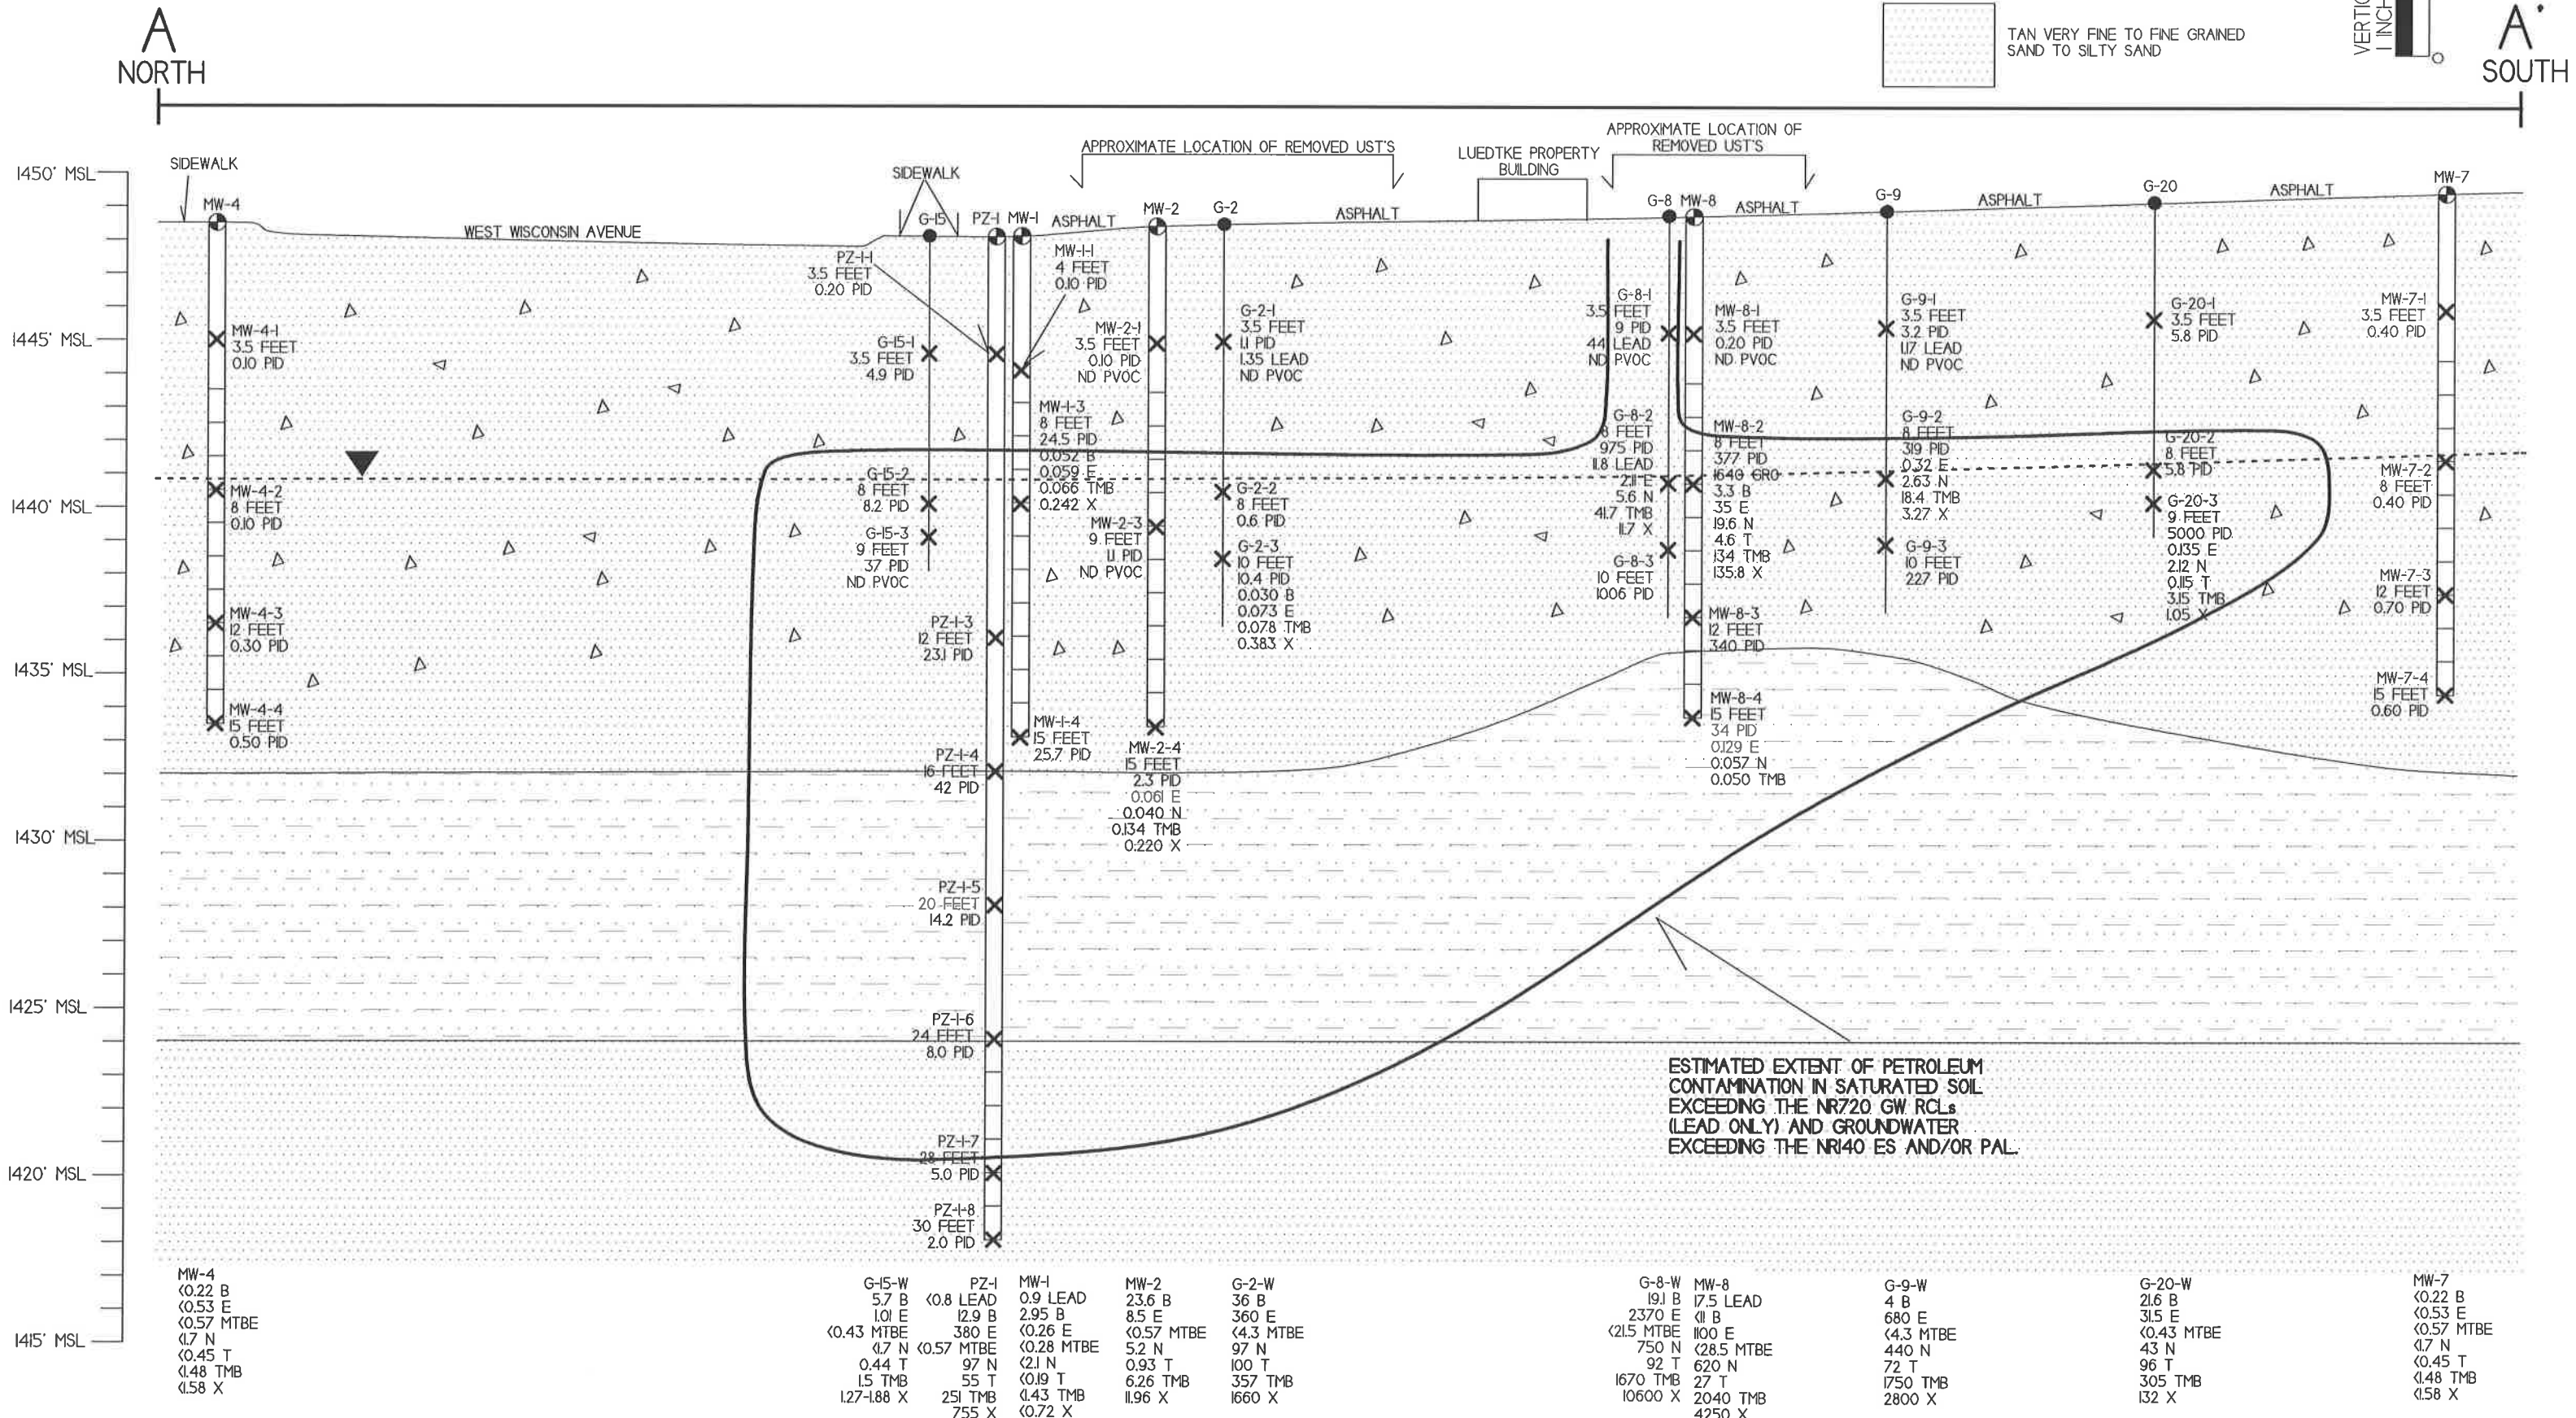 A
NORTH
TAN VERY FINE TO FINE GRAINED
SAND TO SILTY SAND
1 INCH
A'
SOUTH
1450' MSL
1445' MSL
1440' MSL
1435' MSL
1430' MSL
1425' MSL
1420' MSL
1415' MSL
SIDEWALK
MW-4
WEST WISCONSIN AVENUE
SIDEWALK
G-15
PZ-1
MW-1
ASPHALT
APPROXIMATE LOCATION OF REMOVED UST'S
MW-2
G-2
ASPHALT
LUEDTKE PROPERTY
BUILDING
APPROXIMATE LOCATION OF
REMOVED UST'S
G-8
MW-8
ASPHALT
G-9
ASPHALT
G-20
ASPHALT
MW-7
MW-4-1
3.5 FEET
0.10 PID
MW-4-2
8 FEET
0.10 PID
MW-4-3
12 FEET
0.30 PID
MW-4-4
15 FEET
0.50 PID
PZ-1-1
3.5 FEET
0.20 PID
G-15-1
3.5 FEET
4.9 PID
G-15-2
8 FEET
8.2 PID
G-15-3
9 FEET
37 PID
ND PVOC
PZ-1-3
12 FEET
23.1 PID
PZ-1-4
16 FEET
42 PID
PZ-1-5
20 FEET
14.2 PID
PZ-1-6
24 FEET
8.0 PID
PZ-1-7
28 FEET
5.0 PID
PZ-1-8
30 FEET
2.0 PID
MW-1-1
4 FEET
0.10 PID
MW-1-3
8 FEET
24.5 PID
0.052 B
0.059 E
0.066 TMB
0.242 X
MW-1-4
15 FEET
25.7 PID
MW-2-1
3.5 FEET
0.10 PID
ND PVOC
MW-2-3
9 FEET
1.1 PID
ND PVOC
MW-2-4
15 FEET
2.3 PID
0.061 E
0.040 N
0.134 TMB
0.220 X
G-2-1
3.5 FEET
1.1 PID
1.35 LEAD
ND PVOC
G-2-2
8 FEET
0.6 PID
G-2-3
10 FEET
10.4 PID
0.030 B
0.073 E
0.078 TMB
0.383 X
G-8-1
3.5 FEET
9 PID
44 LEAD
ND PVOC
G-8-2
8 FEET
975 PID
11.8 LEAD
2.11 E
5.6 N
41.7 TMB
11.7 X
G-8-3
10 FEET
1006 PID
MW-8-1
3.5 FEET
0.20 PID
ND PVOC
MW-8-2
8 FEET
377 PID
1640 GRO
3.3 B
35 E
19.6 N
4.6 T
134 TMB
135.8 X
MW-8-3
12 FEET
340 PID
MW-8-4
15 FEET
34 PID
0.129 E
0.057 N
0.050 TMB
G-9-1
3.5 FEET
3.2 PID
1.17 LEAD
ND PVOC
G-9-2
8 FEET
319 PID
0.32 E
2.63 N
18.4 TMB
3.27 X
G-9-3
10 FEET
227 PID
G-20-1
3.5 FEET
5.8 PID
G-20-2
8 FEET
5.8 PID
G-20-3
9 FEET
5000 PID
0.135 E
2.12 N
0.115 T
3.15 TMB
1.05 X
MW-7-1
3.5 FEET
0.40 PID
MW-7-2
8 FEET
0.40 PID
MW-7-3
12 FEET
0.70 PID
MW-7-4
15 FEET
0.60 PID
ESTIMATED EXTENT OF PETROLEUM
CONTAMINATION IN SATURATED SOIL
EXCEEDING THE NR720 GW RCLs
(LEAD ONLY) AND GROUNDWATER
EXCEEDING THE NR140 ES AND/OR PAL.
MW-4
<0.22 B
<0.53 E
<0.57 MTBE
<1.7 N
<0.45 T
<1.48 TMB
<1.58 X
G-15-W
5.7 B
1.01 E
<0.43 MTBE
<1.7 N
0.44 T
1.5 TMB
1.27-1.88 X
PZ-1
<0.8 LEAD
12.9 B
380 E
<0.57 MTBE
97 N
55 T
251 TMB
755 X
MW-1
0.9 LEAD
2.95 B
<0.26 E
<0.28 MTBE
<2.1 N
<0.19 T
<1.43 TMB
<0.72 X
MW-2
23.6 B
8.5 E
<0.57 MTBE
5.2 N
0.93 T
6.26 TMB
11.96 X
G-2-W
36 B
360 E
<4.3 MTBE
97 N
100 T
357 TMB
1660 X
G-8-W
19.1 B
2370 E
<21.5 MTBE
750 N
92 T
1670 TMB
10600 X
MW-8
17.5 LEAD
<11 B
1100 E
<28.5 MTBE
620 N
27 T
2040 TMB
4250 X
G-9-W
4 B
680 E
<4.3 MTBE
440 N
72 T
1750 TMB
2800 X
G-20-W
21.6 B
31.5 E
<0.43 MTBE
43 N
96 T
305 TMB
132 X
MW-7
<0.22 B
<0.53 E
<0.57 MTBE
<1.7 N
<0.45 T
<1.48 TMB
<1.58 X